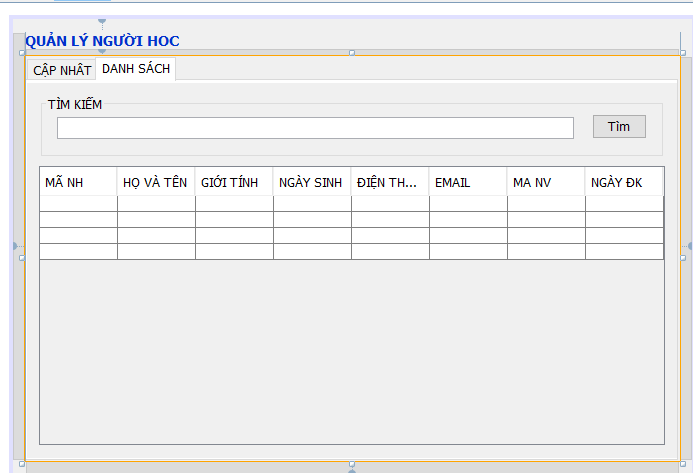 QUẢN LÝ NGƯỜI HOC
CẬP NHÂT DANH SÁCH
TÌM KIẾM
Tìm
MÃ NH HỌ VÀ TÊN GIỚI TÍNH NGÀY SINH ĐIỆN TH... EMAIL MA NV NGÀY ĐK